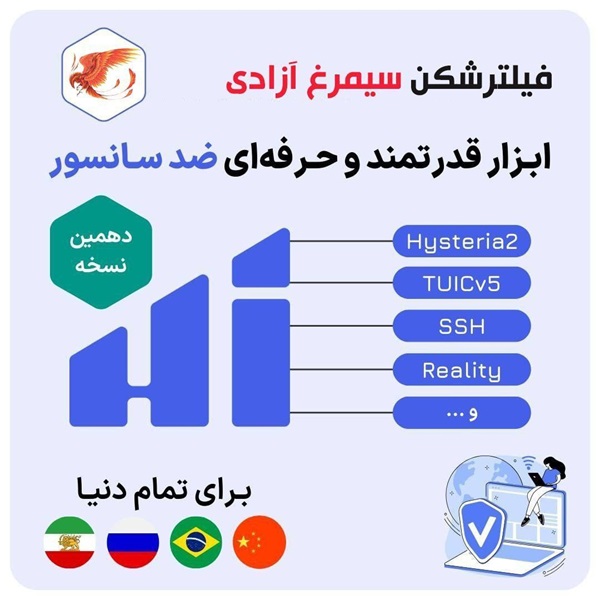 فیلترشکن سیمرغ آزادی
ابزار قدرتمند و حرفه‌ای ضد سانسور
دهمین
نسخه
Hysteria2
TUICv5
SSH
Reality
و ...
برای تمام دنیا